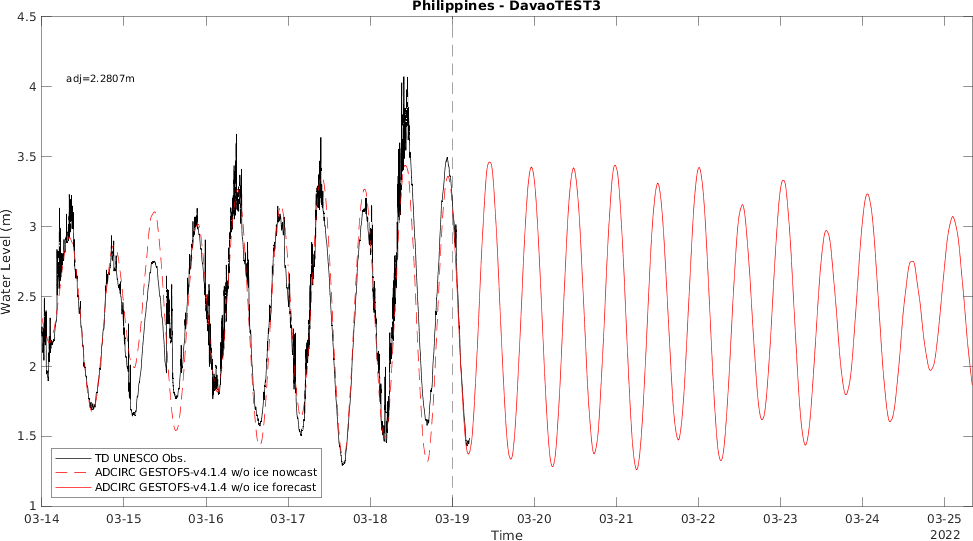 Philippines - DavaoTEST3
4.5
adj=2.2807m
4
3.5
3
Water Level (m)
2.5
2
1.5
TD UNESCO Obs.
ADCIRC GESTOFS-v4.1.4 w/o ice nowcast
ADCIRC GESTOFS-v4.1.4 w/o ice forecast
1
03-14 03-15 03-16 03-17 03-18 03-19 03-20 03-21 03-22 03-23 03-24 03-25
Time 2022